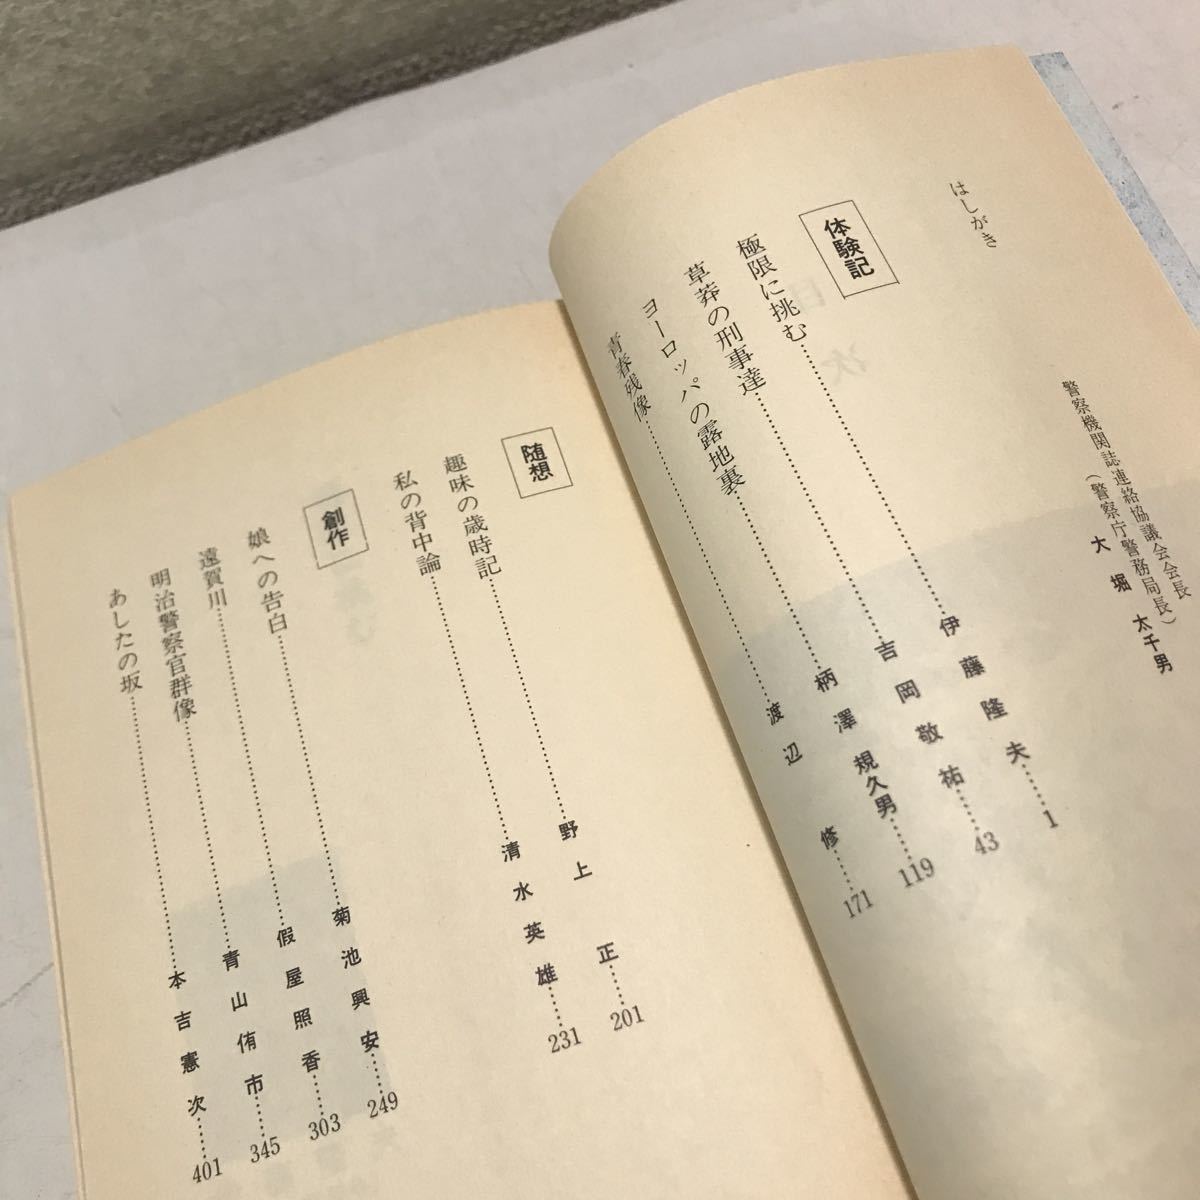 はしがき
警察機関誌連絡協議会会長
(警察庁警務局長)
大堀太千男
体験記
極限に挑む……伊藤隆夫……1
草莽の刑事達……吉岡敬祐……43
ヨーロッパの露地裏……柄澤規久男……119
青春残像……渡辺修……171
随想
趣味の歳時記……野上正……201
私の背中論……清水英雄……231
創作
娘への告白……菊池興安……249
遠賀川……假屋照香……303
明治警察官群像……青山侑市……345
あしたの坂……本吉憲次……401